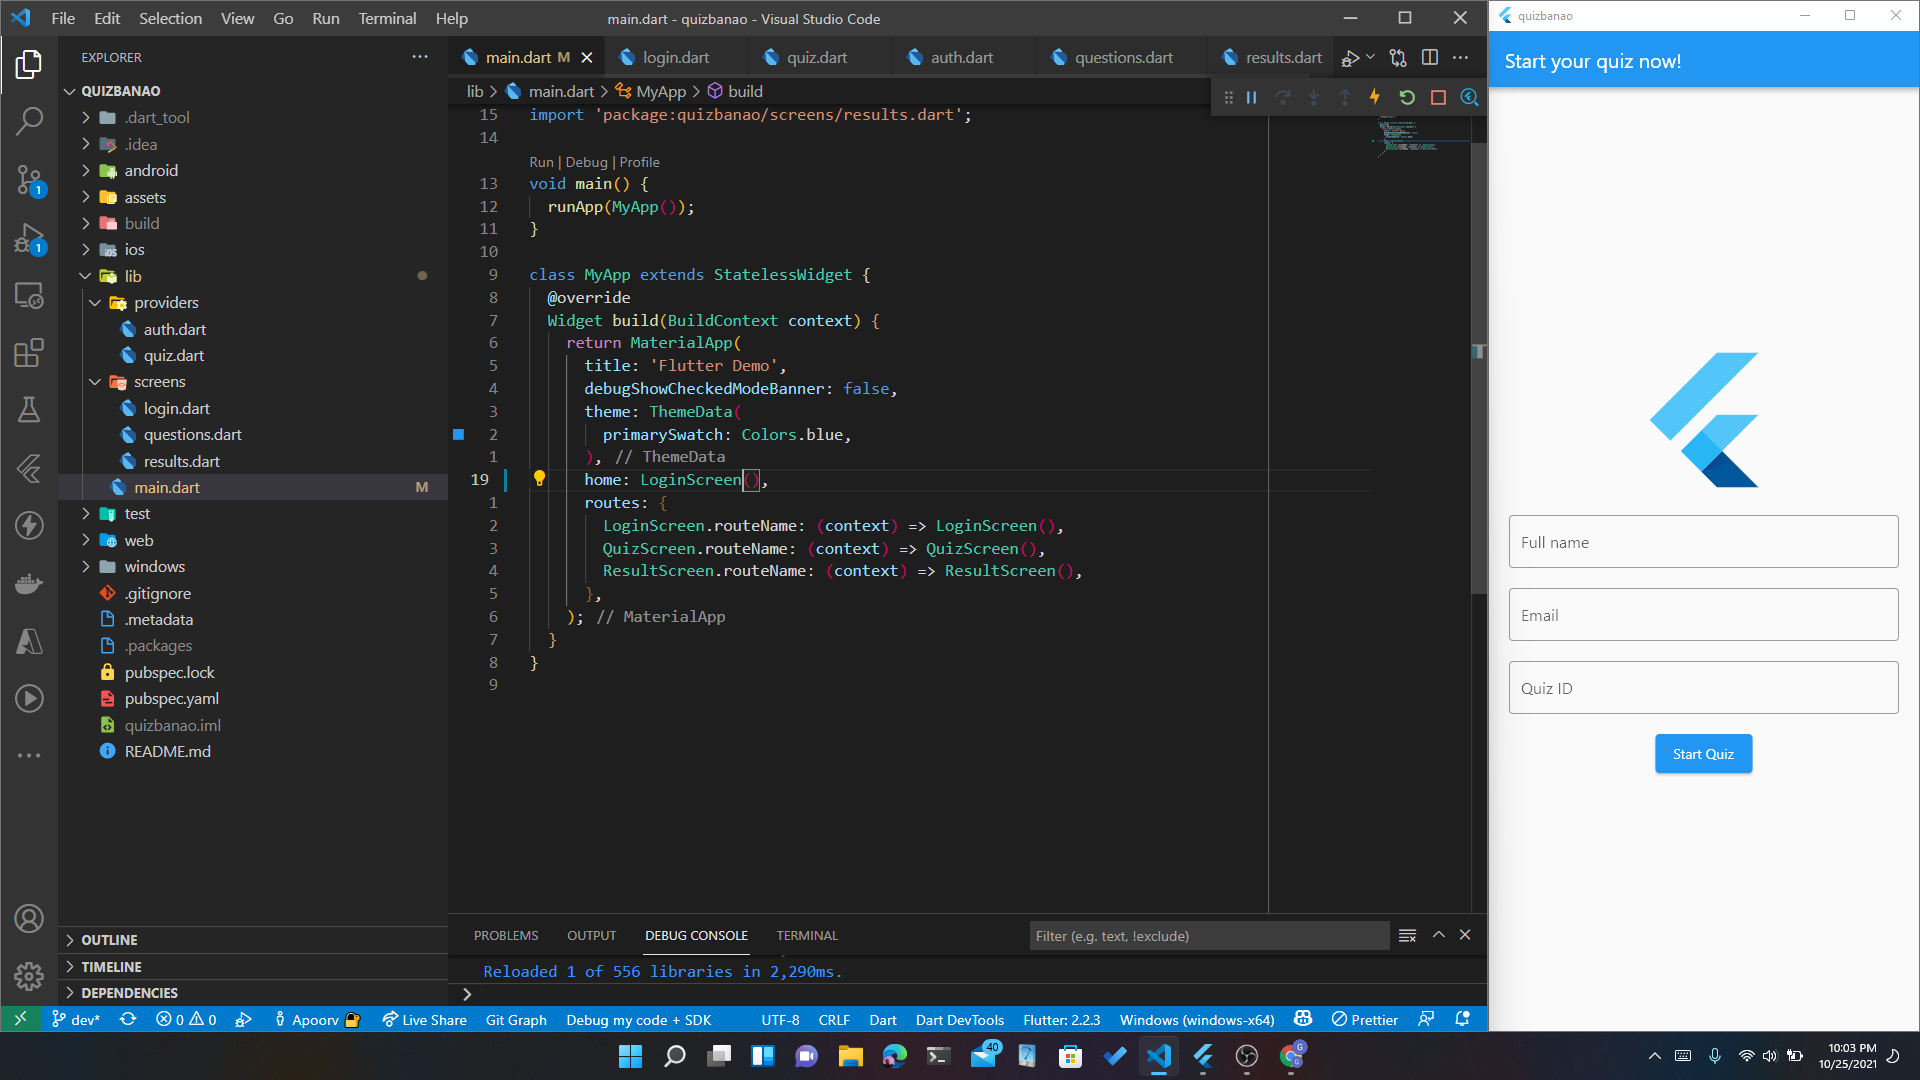 File Edit Selection View Go Run Terminal Help
main.dart - quizbanao - Visual Studio Code
EXPLORER
QUIZBANAO
.dart_tool
.idea
android
assets
build
ios
lib
providers
auth.dart
quiz.dart
screens
login.dart
questions.dart
results.dart
main.dart M
test
web
windows
.gitignore
.metadata
.packages
pubspec.lock
pubspec.yaml
quizbanao.iml
README.md
OUTLINE
TIMELINE
DEPENDENCIES
1
1
main.dart M login.dart quiz.dart auth.dart questions.dart results.dart
lib > main.dart > MyApp > build
15 import 'package:quizbanao/screens/results.dart';
14
Run | Debug | Profile
13 void main() {
12 runApp(MyApp());
11 }
10
9 class MyApp extends StatelessWidget {
8 @override
7 Widget build(BuildContext context) {
6 return MaterialApp(
5 title: 'Flutter Demo',
4 debugShowCheckedModeBanner: false,
3 theme: ThemeData(
2 primarySwatch: Colors.blue,
1 ), // ThemeData
19 home: LoginScreen(),
1 routes: {
2 LoginScreen.routeName: (context) => LoginScreen(),
3 QuizScreen.routeName: (context) => QuizScreen(),
4 ResultScreen.routeName: (context) => ResultScreen(),
5 },
6 ); // MaterialApp
7 }
8 }
9
PROBLEMS OUTPUT DEBUG CONSOLE TERMINAL Filter (e.g. text, !exclude)
Reloaded 1 of 556 libraries in 2,290ms.
dev* 0 0 Apoorv Live Share Git Graph Debug my code + SDK UTF-8 CRLF Dart Dart DevTools Flutter: 2.2.3 Windows (windows-x64) Prettier
quizbanao
Start your quiz now!
Full name
Email
Quiz ID
Start Quiz
40
G
G
10:03 PM
10/25/2021